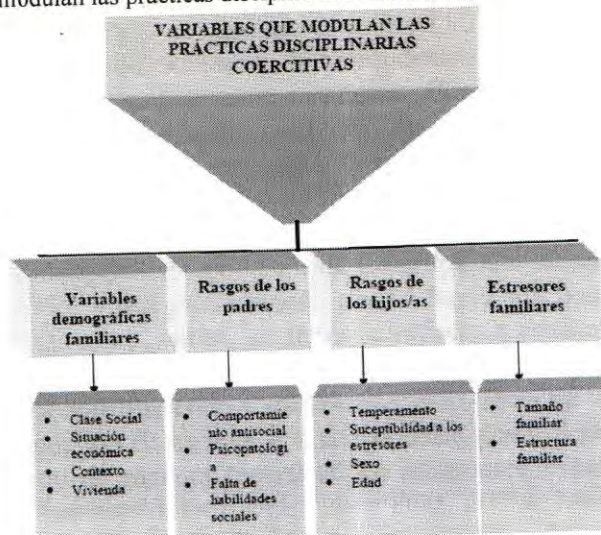 modulan las prácticas discipli
VARIABLES QUE MODULAN LAS
PRÁCTICAS DISCIPLINARIAS
COERCITIVAS
Variables
demográficas
familiares
Rasgos de los
padres
Rasgos de
los hijos/as
Estresores
familiares
• Clase Social
• Situación
económica
• Contexto
• Vivienda
• Comportamie
nto antisocial
• Psicopatologí
a
• Falta de
habilidades
sociales
• Temperamento
• Suceptibilidad a los
estresores
• Sexo
• Edad
• Tamaño
familiar
• Estructura
familiar